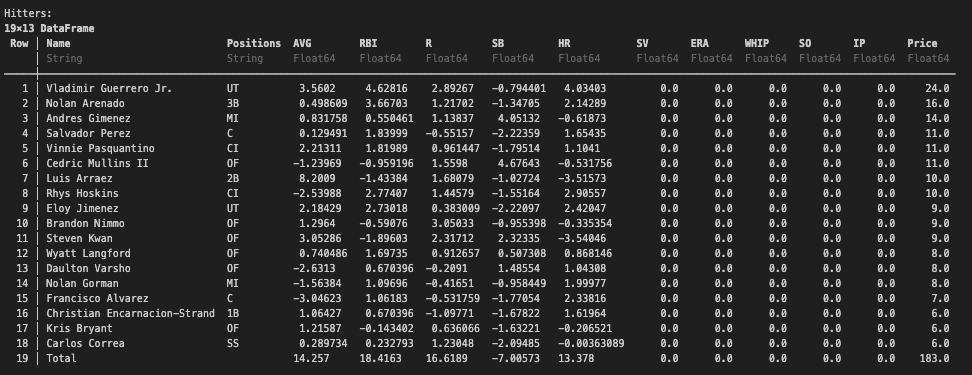 Hitters:
19×13 DataFrame
Row │ Name Positions AVG RBI R SB HR SV ERA WHIP SO IP Price
│ String String Float64 Float64 Float64 Float64 Float64 Float64 Float64 Float64 Float64 Float64 Float64
1 │ Vladimir Guerrero Jr. UT 3.5602 4.62816 2.89267 −0.794401 4.03403 0.0 0.0 0.0 0.0 0.0 24.0
2 │ Nolan Arenado 3B 0.498609 3.66703 1.21702 −1.34705 2.14289 0.0 0.0 0.0 0.0 0.0 16.0
3 │ Andres Gimenez MI 0.831758 0.550461 1.13837 4.05132 −0.61873 0.0 0.0 0.0 0.0 0.0 14.0
4 │ Salvador Perez C 0.129491 1.83999 −0.55157 −2.22359 1.65435 0.0 0.0 0.0 0.0 0.0 11.0
5 │ Vinnie Pasquantino CI 2.21311 1.81989 0.961447 −1.79514 1.1041 0.0 0.0 0.0 0.0 0.0 11.0
6 │ Cedric Mullins II OF −1.23969 −0.959196 1.5598 4.67643 −0.531756 0.0 0.0 0.0 0.0 0.0 11.0
7 │ Luis Arraez 2B 8.2009 −1.43384 1.68079 −1.02724 −3.51573 0.0 0.0 0.0 0.0 0.0 10.0
8 │ Rhys Hoskins CI −2.53988 2.77407 1.44579 −1.55164 2.90557 0.0 0.0 0.0 0.0 0.0 10.0
9 │ Eloy Jimenez UT 2.18429 2.73018 0.383009 −2.22097 2.42047 0.0 0.0 0.0 0.0 0.0 9.0
10 │ Brandon Nimmo OF 1.2964 −0.59076 3.05033 −0.955398 −0.335354 0.0 0.0 0.0 0.0 0.0 9.0
11 │ Steven Kwan OF 3.05286 −1.89603 2.31712 2.32335 −3.54046 0.0 0.0 0.0 0.0 0.0 9.0
12 │ Wyatt Langford OF 0.740486 1.69735 0.912657 0.507308 0.868146 0.0 0.0 0.0 0.0 0.0 8.0
13 │ Daulton Varsho OF −2.6313 0.670396 −0.2091 1.48554 1.04308 0.0 0.0 0.0 0.0 0.0 8.0
14 │ Nolan Gorman MI −1.56384 1.09696 −0.41651 −0.958449 1.99977 0.0 0.0 0.0 0.0 0.0 8.0
15 │ Francisco Alvarez C −3.04623 1.06183 −0.531759 −1.77054 2.33816 0.0 0.0 0.0 0.0 0.0 7.0
16 │ Christian Encarnacion−Strand 1B 1.06427 0.670396 −1.09771 −1.67822 1.61964 0.0 0.0 0.0 0.0 0.0 6.0
17 │ Kris Bryant OF 1.21587 −0.143402 0.636066 −1.63221 −0.206521 0.0 0.0 0.0 0.0 0.0 6.0
18 │ Carlos Correa SS 0.289734 0.232793 1.23048 −2.09485 −0.00363089 0.0 0.0 0.0 0.0 0.0 6.0
19 │ Total 14.257 18.4163 16.6189 −7.00573 13.378 0.0 0.0 0.0 0.0 0.0 183.0